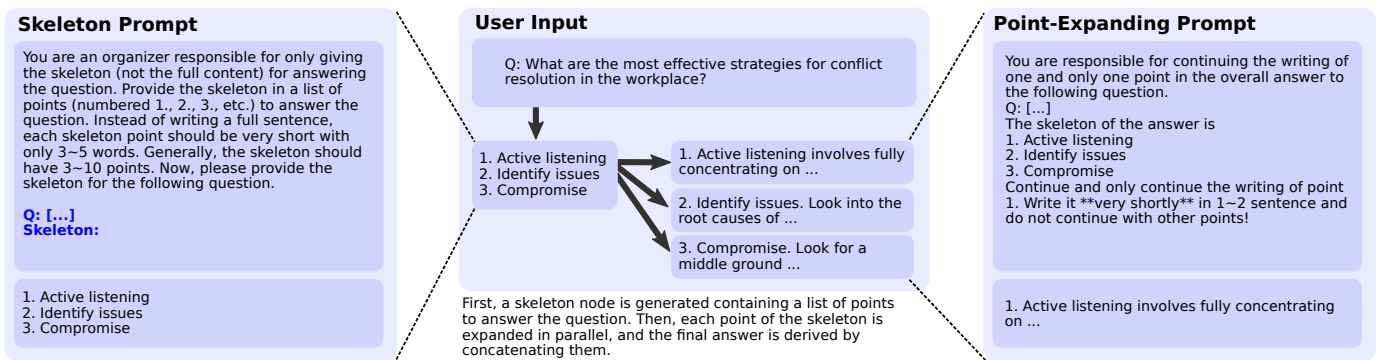 Skeleton Prompt
You are an organizer responsible for only giving
the skeleton (not the full content) for answering
the question. Provide the skeleton in a list of
points (numbered 1., 2., 3., etc.) to answer the
question. Instead of writing a full sentence,
each skeleton point should be very short with
only 3~5 words. Generally, the skeleton should
have 3~10 points. Now, please provide the
skeleton for the following question.
Q: [...]
Skeleton:
1. Active listening
2. Identify issues
3. Compromise
User Input
Q: What are the most effective strategies for conflict
resolution in the workplace?
1. Active listening
2. Identify issues
3. Compromise
1. Active listening involves fully
concentrating on ...
2. Identify issues. Look into the
root causes of ...
3. Compromise. Look for a
middle ground ...
First, a skeleton node is generated containing a list of points
to answer the question. Then, each point of the skeleton is
expanded in parallel, and the final answer is derived by
concatenating them.
Point-Expanding Prompt
You are responsible for continuing the writing of
one and only one point in the overall answer to
the following question.
Q: [...]
The skeleton of the answer is
1. Active listening
2. Identify issues
3. Compromise
Continue and only continue the writing of point
1. Write it **very shortly** in 1~2 sentence and
do not continue with other points!
1. Active listening involves fully concentrating
on ...